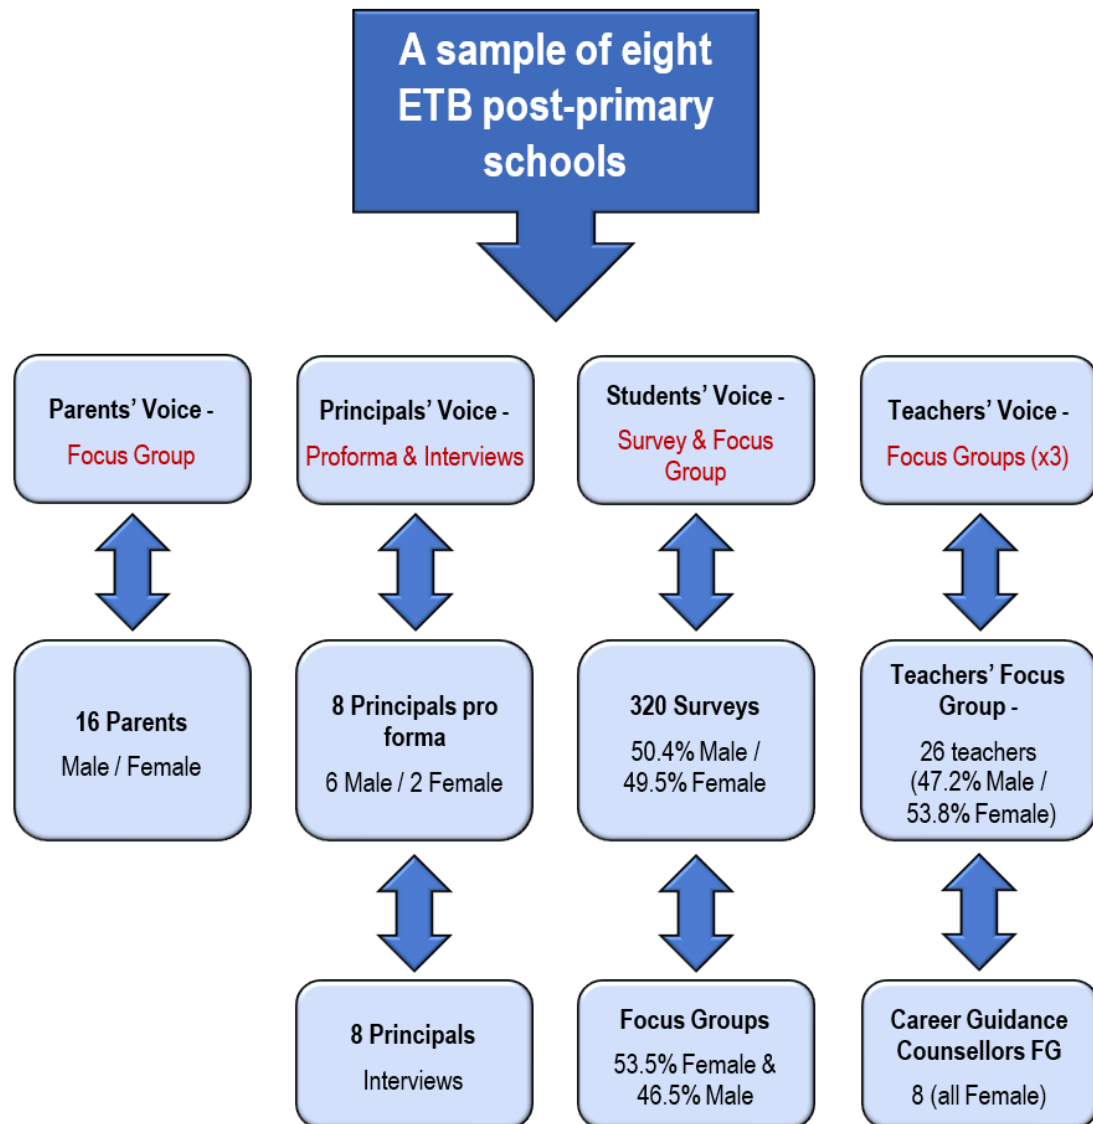 A sample of eight
ETB post-primary
schools
Parents’ Voice -
Focus Group
Principals’ Voice -
Proforma & Interviews
Students’ Voice -
Survey & Focus
Group
Teachers’ Voice -
Focus Groups (x3)
16 Parents
Male / Female
8 Principals pro
forma
6 Male / 2 Female
320 Surveys
50.4% Male /
49.5% Female
Teachers’ Focus
Group -
26 teachers
(47.2% Male /
53.8% Female)
8 Principals
Interviews
Focus Groups
53.5% Female &
46.5% Male
Career Guidance
Counsellors FG
8 (all Female)